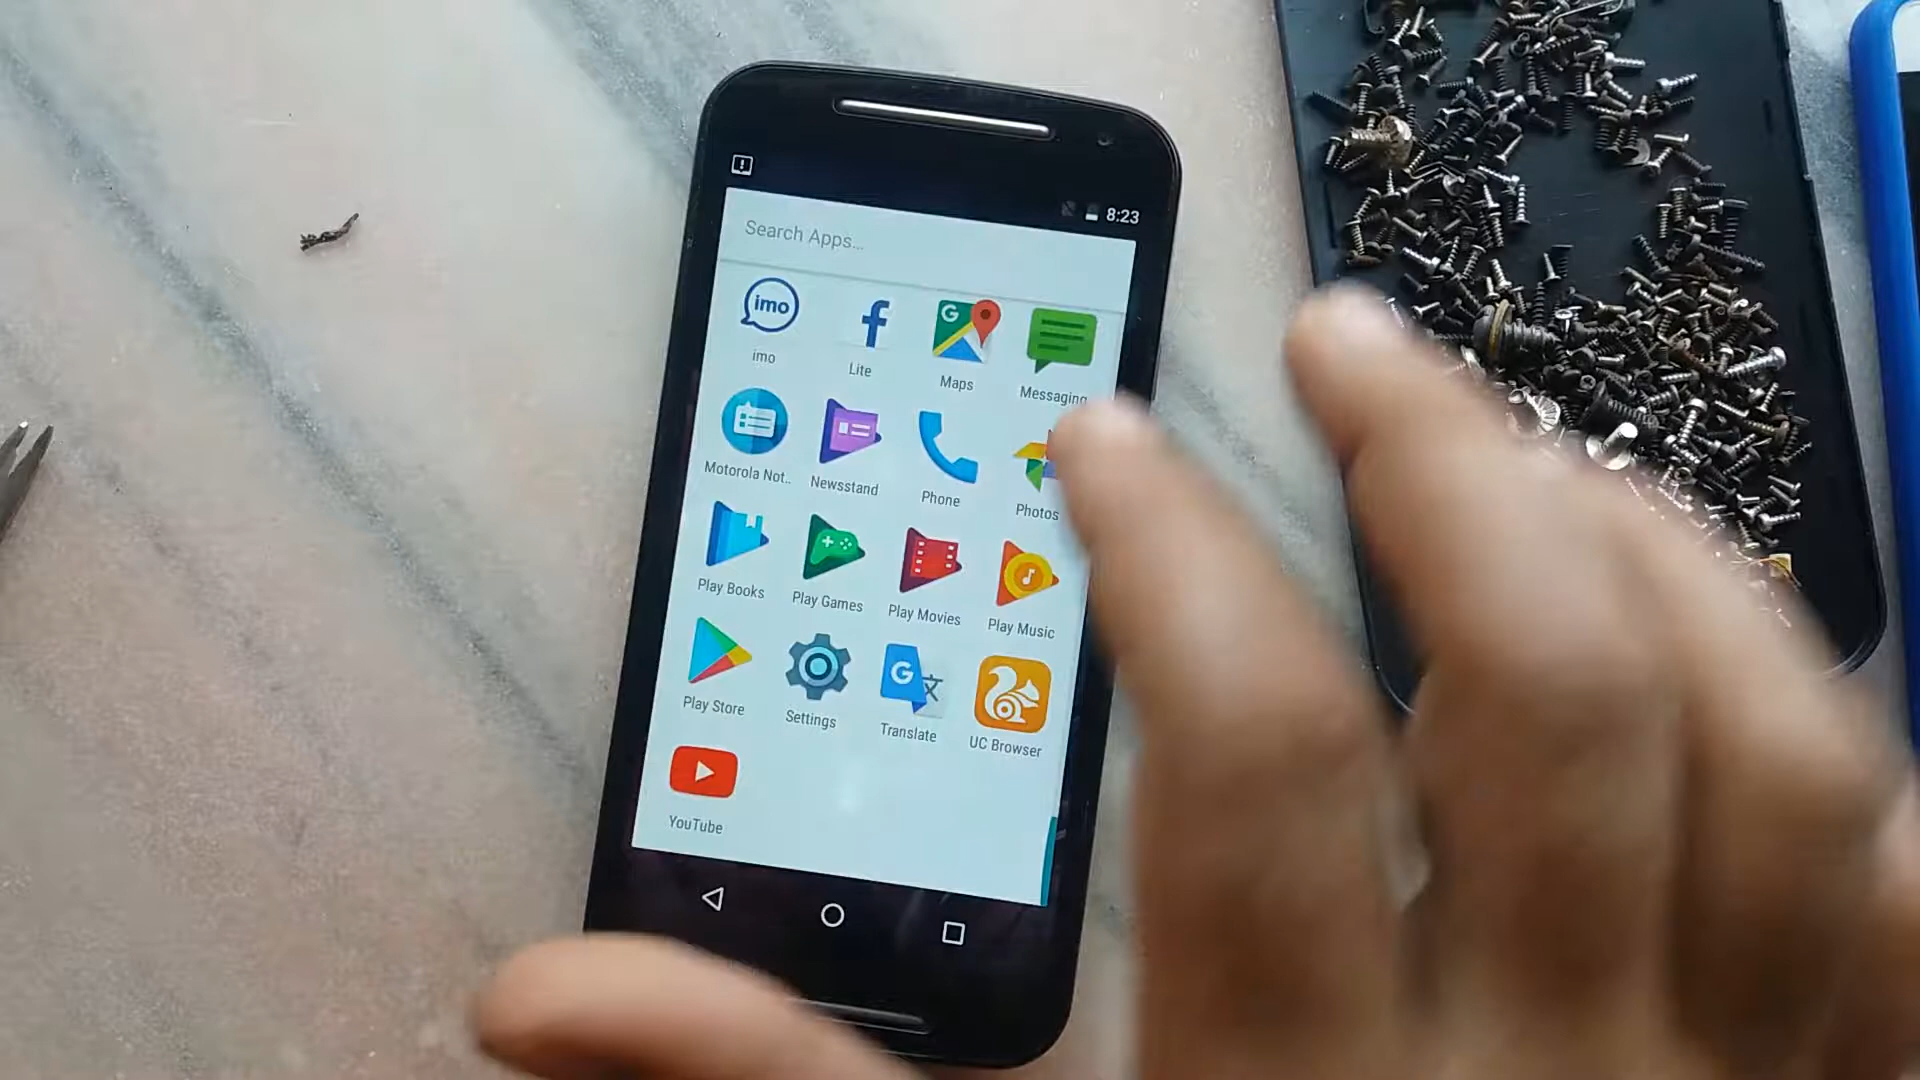 8:23
Search Apps...
imo
imo
Lite
Maps
Messaging
Motorola Not..
Newsstand
Phone
Photos
Play Books
Play Games
Play Movies
Play Music
Play Store
Settings
Translate
UC Browser
YouTube